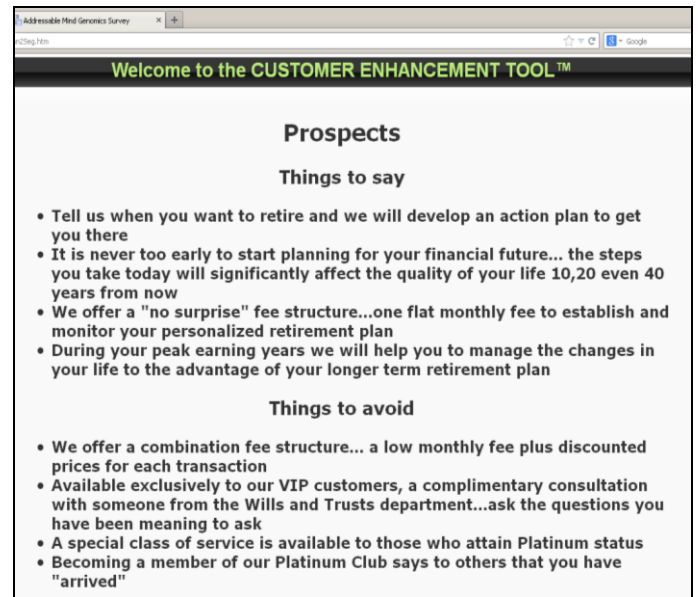 Addressable Mind Genomics Survey
n2Seg.htm
Google
Welcome to the CUSTOMER ENHANCEMENT TOOL™
Prospects
Things to say
• Tell us when you want to retire and we will develop an action plan to get
you there
• It is never too early to start planning for your financial future... the steps
you take today will significantly affect the quality of your life 10,20 even 40
years from now
• We offer a "no surprise" fee structure...one flat monthly fee to establish and
monitor your personalized retirement plan
• During your peak earning years we will help you to manage the changes in
your life to the advantage of your longer term retirement plan
Things to avoid
• We offer a combination fee structure... a low monthly fee plus discounted
prices for each transaction
• Available exclusively to our VIP customers, a complimentary consultation
with someone from the Wills and Trusts department...ask the questions you
have been meaning to ask
• A special class of service is available to those who attain Platinum status
• Becoming a member of our Platinum Club says to others that you have
"arrived"